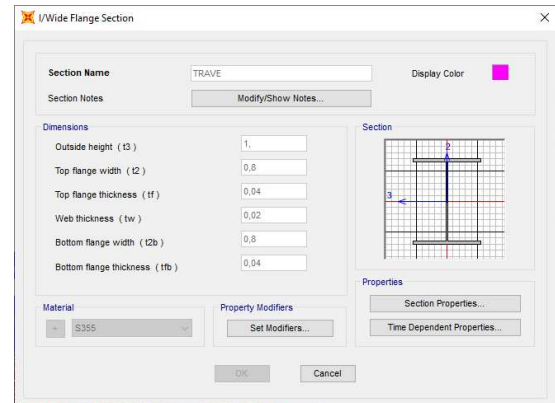 I/Wide Flange Section
Section Name TRAVE Display Color
Section Notes Modify/Show Notes...
Dimensions
Outside height ( t3 ) 1,
Top flange width ( t2 ) 0,8
Top flange thickness ( tf ) 0,04
Web thickness ( tw ) 0,02
Bottom flange width ( t2b ) 0,8
Bottom flange thickness ( tfb ) 0,04
Section
2
3
Material
+ S355
Property Modifiers
Set Modifiers...
Properties
Section Properties...
Time Dependent Properties...
OK Cancel